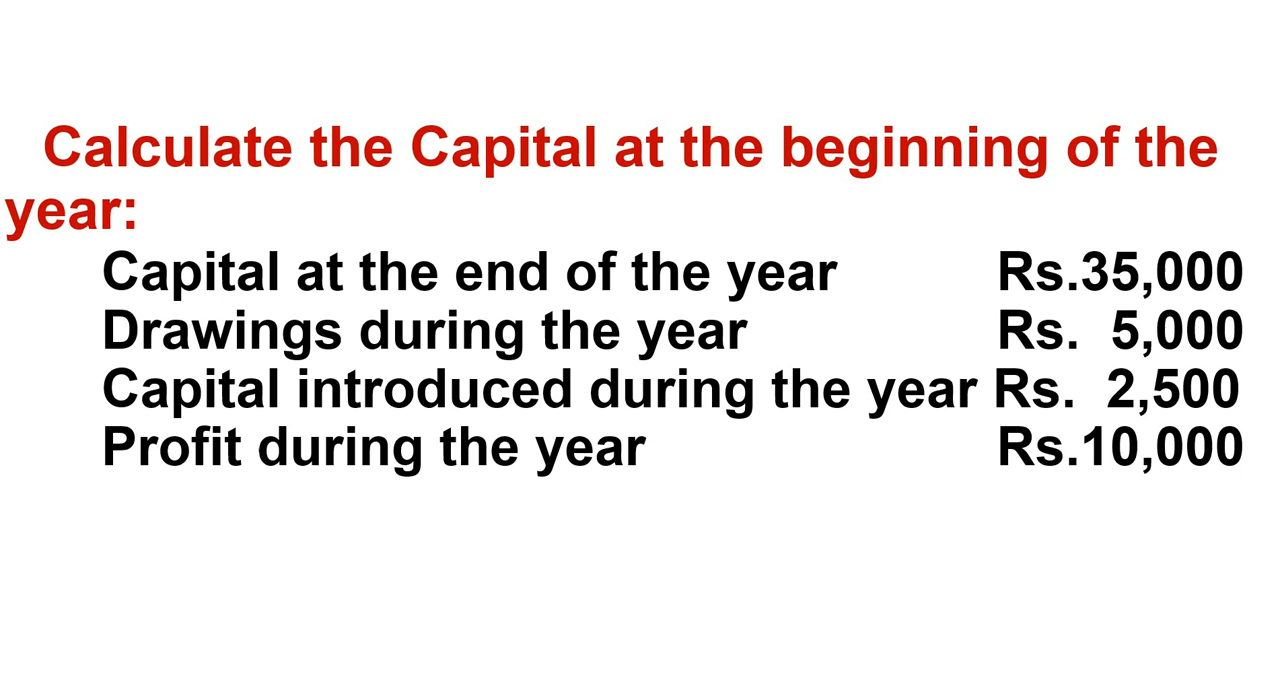 Calculate the Capital at the beginning of the
year:
Capital at the end of the year Rs.35,000
Drawings during the year Rs. 5,000
Capital introduced during the year Rs. 2,500
Profit during the year Rs.10,000